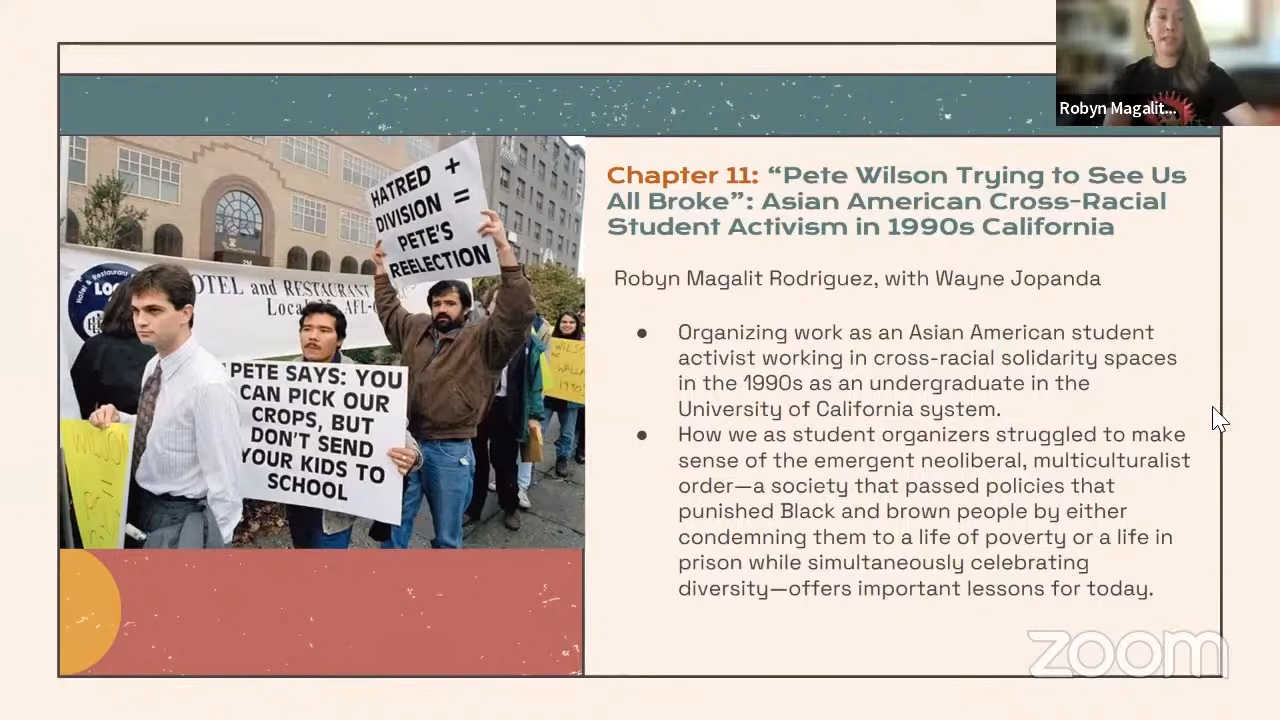 Robyn Magalit...
HATRED +
DIVISION =
PETE'S
REELECTION
HOTEL and RESTAURANT
Local
AFL-
PETE SAYS: YOU
CAN PICK OUR
CROPS, BUT
DON'T SEND
YOUR KIDS TO
SCHOOL
Chapter 11: “Pete Wilson Trying to See Us
All Broke”: Asian American Cross-Racial
Student Activism in 1990s California
Robyn Magalit Rodriguez, with Wayne Jopanda
● Organizing work as an Asian American student
activist working in cross-racial solidarity spaces
in the 1990s as an undergraduate in the
University of California system.
● How we as student organizers struggled to make
sense of the emergent neoliberal, multiculturalist
order—a society that passed policies that
punished Black and brown people by either
condemning them to a life of poverty or a life in
prison while simultaneously celebrating
diversity—offers important lessons for today.
zoom